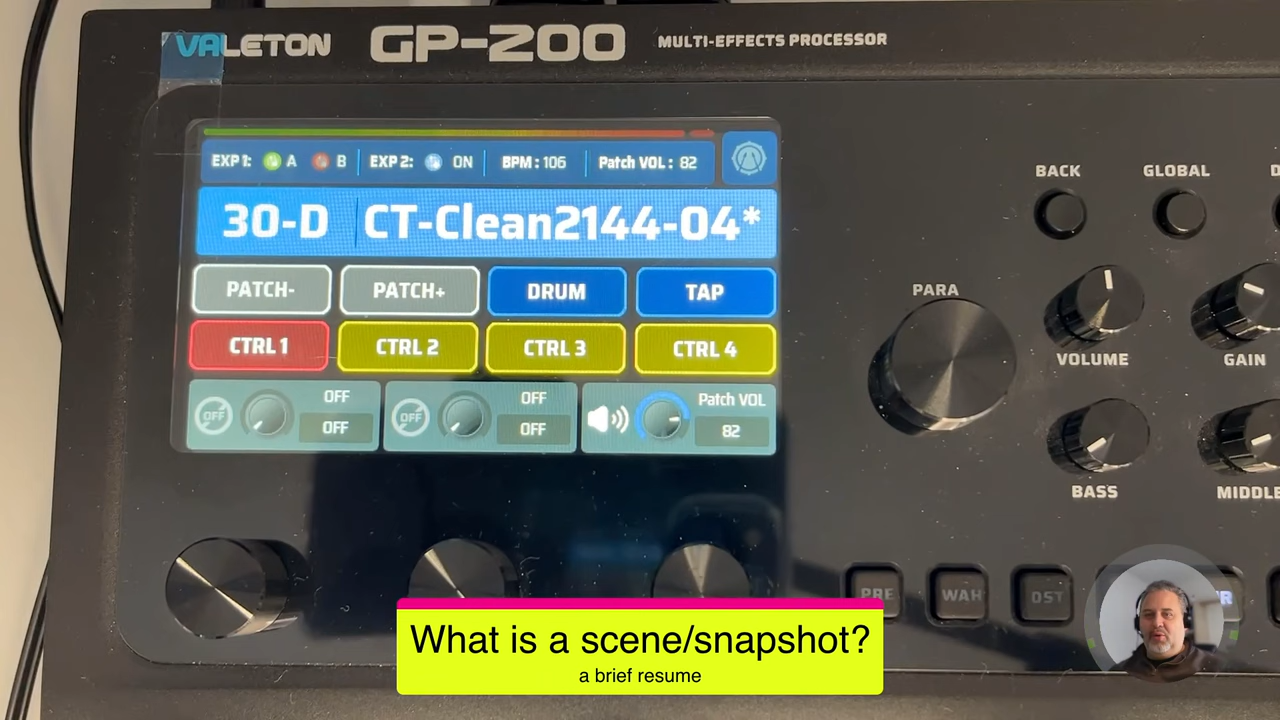 VALETON GP-200 MULTI-EFFECTS PROCESSOR
EXP 1: A B EXP 2: ON BPM: 106 Patch VOL: 82
30-D CT-Clean2144-04*
PATCH- PATCH+ DRUM TAP
CTRL 1 CTRL 2 CTRL 3 CTRL 4
OFF OFF OFF OFF Patch VOL
OFF OFF 82
BACK GLOBAL
PARA
VOLUME GAIN
BASS MIDDLE
PRE WAH DST
What is a scene/snapshot?
a brief resume